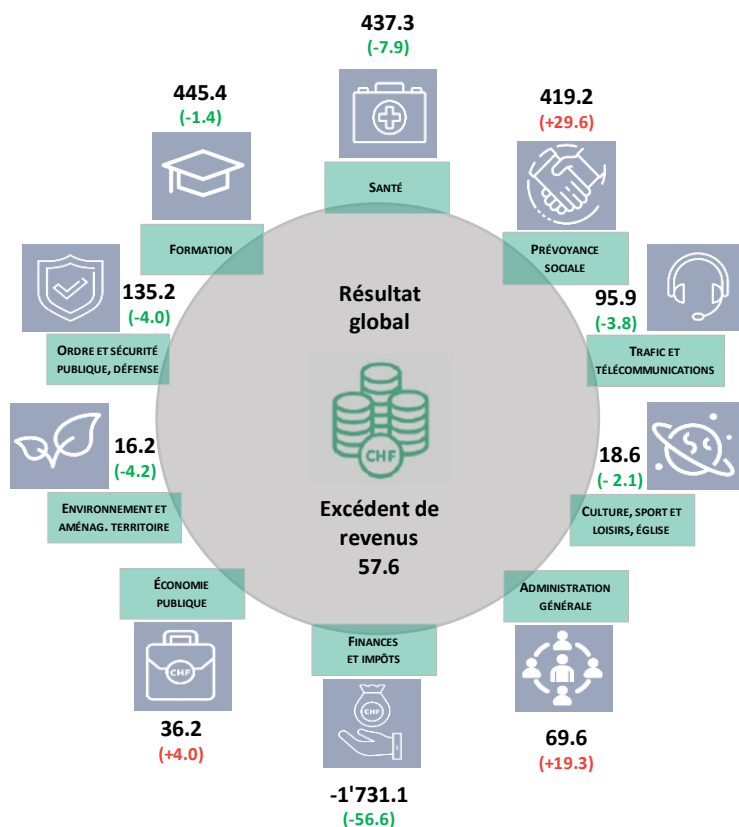 437.3
(-7.9)
SANTÉ
445.4
(-1.4)
FORMATION
419.2
(+29.6)
PRÉVOYANCE
SOCIALE
135.2
(-4.0)
ORDRE ET SÉCURITÉ
PUBLIQUE, DÉFENSE
95.9
(-3.8)
TRAFIC ET
TÉLÉCOMMUNICATIONS
Résultat
global
CHF
Excédent de
revenus
57.6
16.2
(-4.2)
ENVIRONNEMENT ET
AMÉNAG. TERRITOIRE
18.6
(- 2.1)
CULTURE, SPORT ET
LOISIRS, ÉGLISE
ÉCONOMIE
PUBLIQUE
CHF
36.2
(+4.0)
FINANCES
ET IMPÔTS
CHF
-1'731.1
(-56.6)
ADMINISTRATION
GÉNÉRALE
69.6
(+19.3)